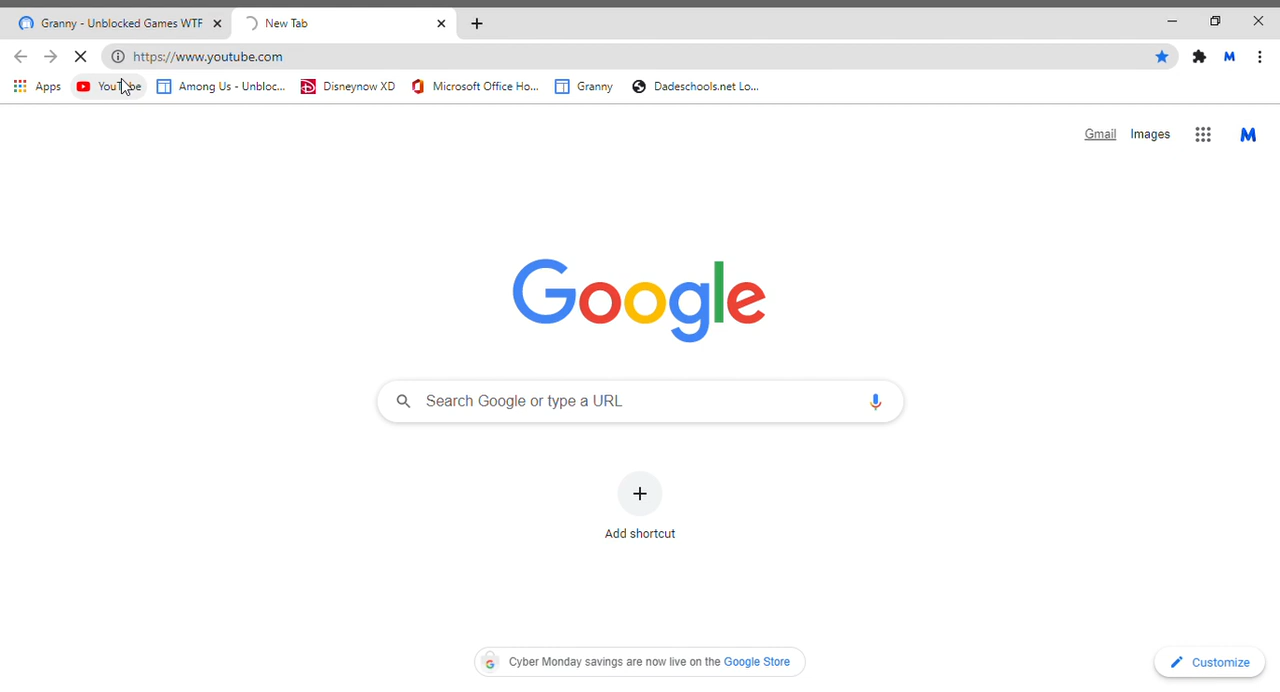 Granny - Unblocked Games WTF
New Tab
https://www.youtube.com
Apps
YouTube
Among Us - Unbloc...
Disneynow XD
Microsoft Office Ho...
Granny
Dadeschools.net Lo...
M
Gmail
Images
M
Google
Search Google or type a URL
Add shortcut
G Cyber Monday savings are now live on the Google Store
Customize